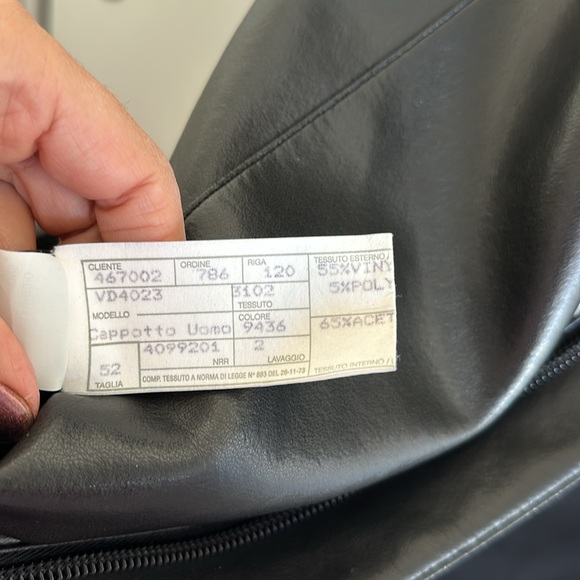 CLIENTE ORDINE RIGA TESSUTO ESTERNO/
467002 786 120 55%VINY
VD4023 3102 5%POLY
MODELLO TESSUTO
COLORE
Cappotto Uomo 9436 65%ACET
4099201 2
52 NRR LAVAGGIO
TAGLIA COMP. TESSUTO A NORMA DI LEGGE N° 883 DEL 26-11-73 TESSUTO INTERNO/L